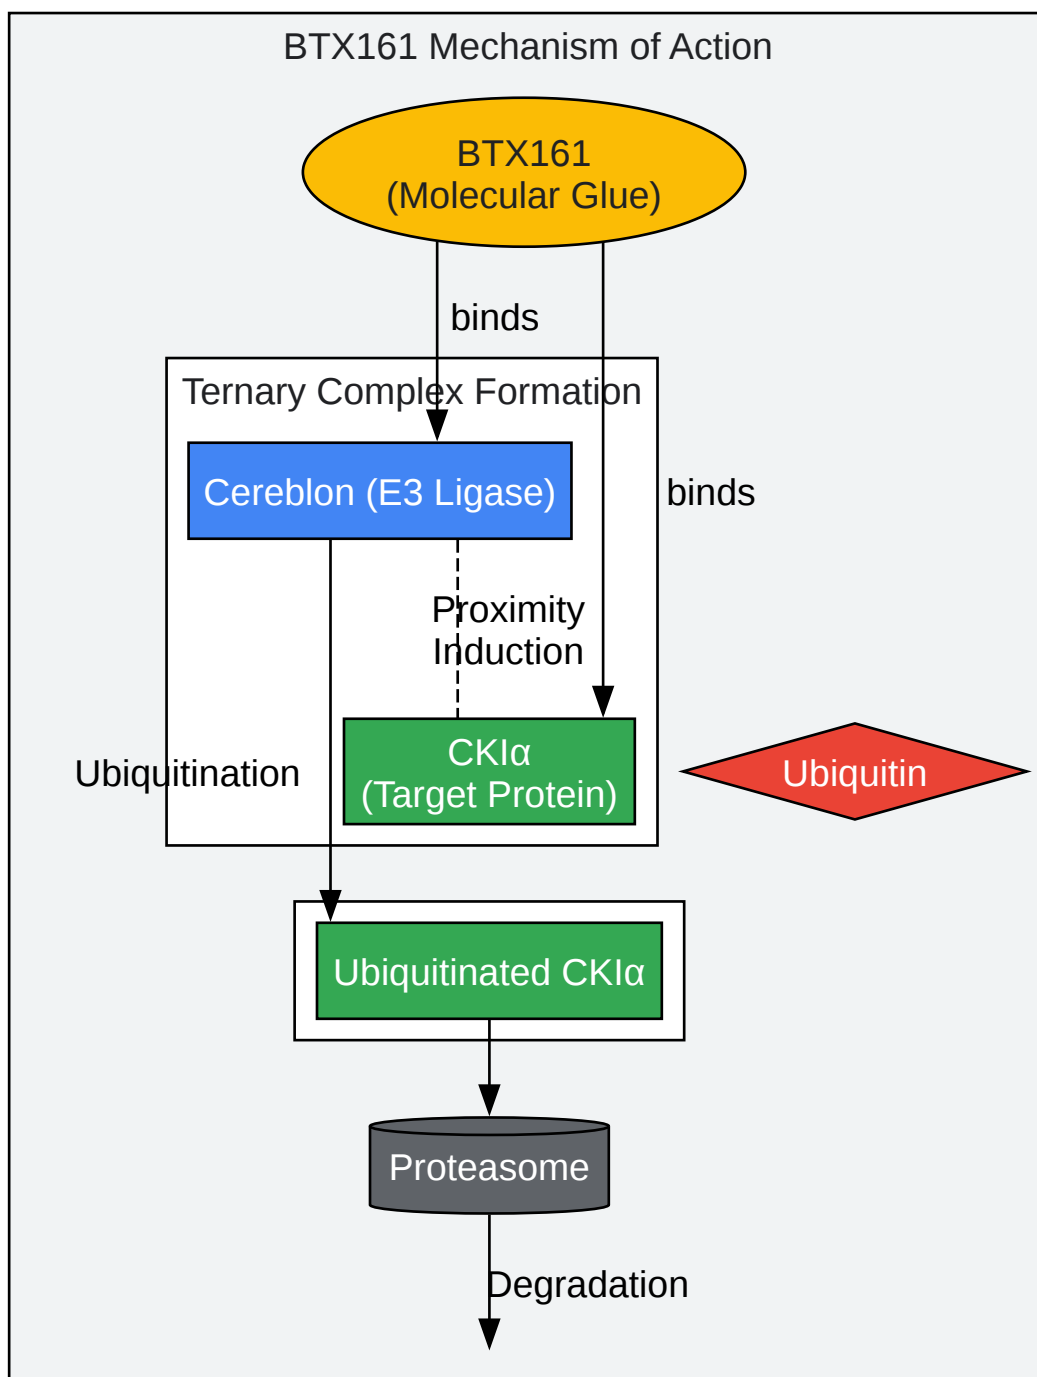 BTX161 Mechanism of Action
BTX161
(Molecular Glue)
binds
Ternary Complex Formation
Cereblon (E3 Ligase)
binds
Proximity
Induction
CKIα
(Target Protein)
Ubiquitination
Ubiquitin
Ubiquitinated CKIα
Proteasome
Degradation